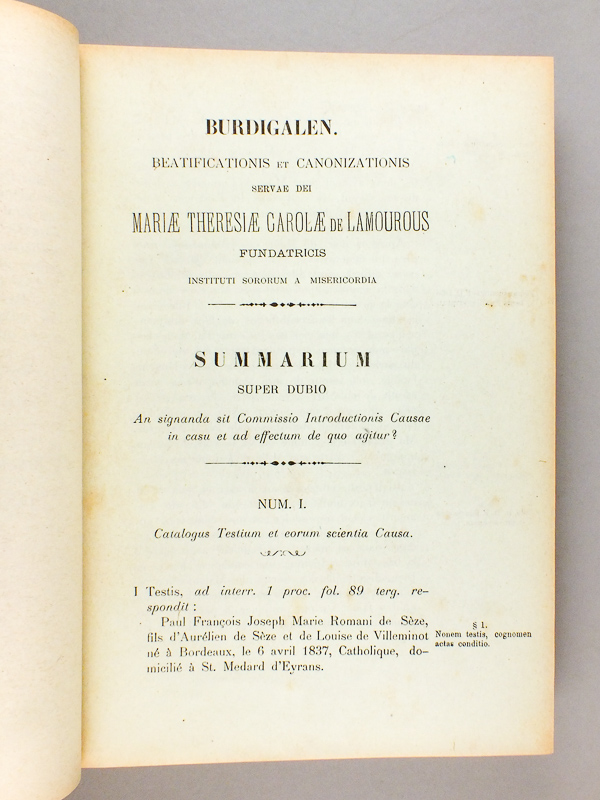 BURDIGALEN.
BEATIFICATIONIS ET CANONIZATIONIS
SERVAE DEI
MARIÆ THERESIÆ CAROLÆ DE LAMOUROUS
FUNDATRICIS
INSTITUTI SORORUM A MISERICORDIA
SUMMARIUM
SUPER DUBIO
An signanda sit Commissio Introductionis Causae
in casu et ad effectum de quo agitur?
NUM. I.
Catalogus Testium et eorum scientia Causa.
I Testis, ad interr. 1 proc. fol. 89 terg. re-
spondit :
Paul François Joseph Marie Romani de Sèze,
fils d'Aurélien de Sèze et de Louise de Villeminot
né à Bordeaux, le 6 avril 1837, Catholique, do-
micilié à St. Medard d'Eyrans.
§ 1.
Nonem testis, cognomen
actas conditio.